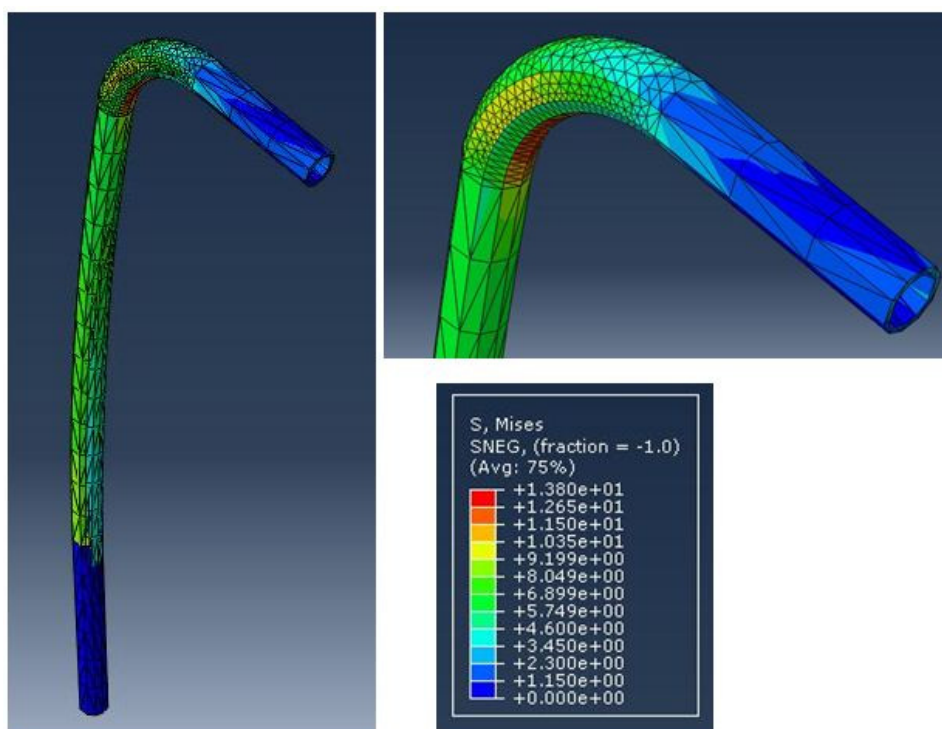 S, Mises
SNEG, (fraction = -1.0)
(Avg: 75%)
+1.380e+01
+1.265e+01
+1.150e+01
+1.035e+01
+9.199e+00
+8.049e+00
+6.899e+00
+5.749e+00
+4.600e+00
+3.450e+00
+2.300e+00
+1.150e+00
+0.000e+00